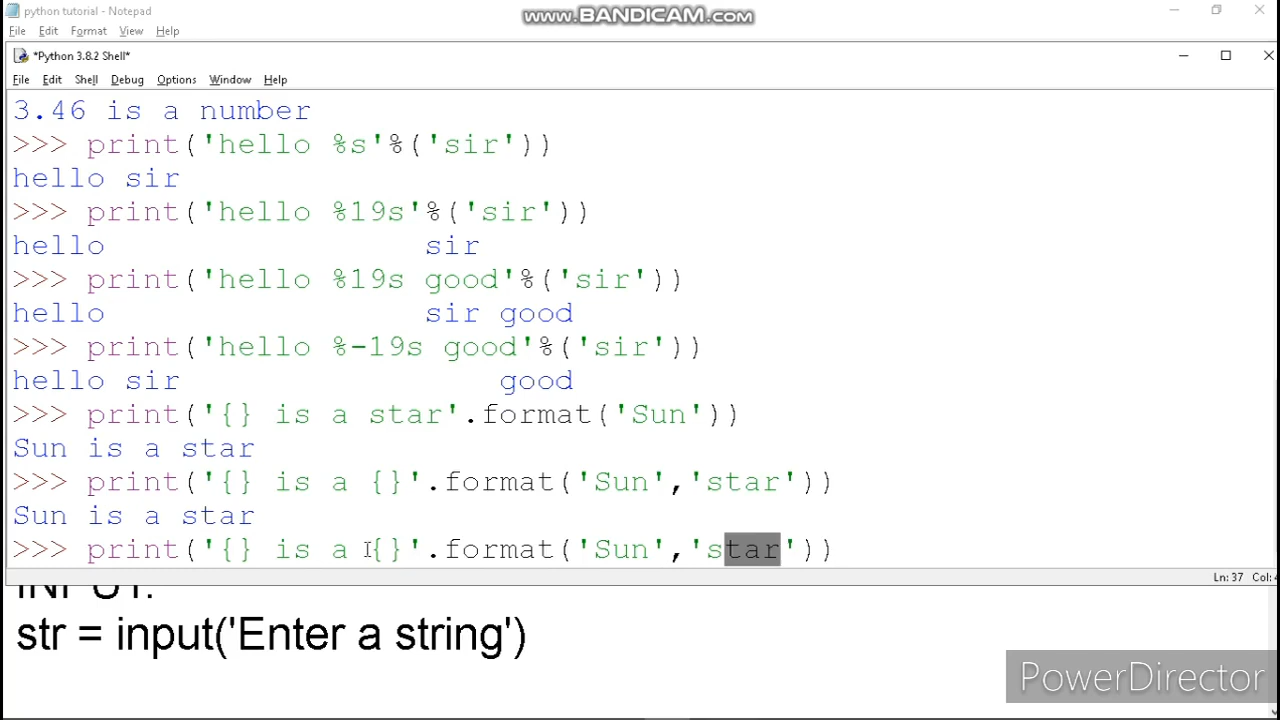 python tutorial - Notepad
www.BANDICAM.com
File Edit Format View Help
*Python 3.8.2 Shell*
File Edit Shell Debug Options Window Help
3.46 is a number
>>> print('hello %s'%('sir'))
hello sir
>>> print('hello %19s'%('sir'))
hello                 sir
>>> print('hello %19s good'%('sir'))
hello                 sir good
>>> print('hello %-19s good'%('sir'))
hello sir                 good
>>> print('{} is a star'.format('Sun'))
Sun is a star
>>> print('{} is a {}'.format('Sun','star'))
Sun is a star
>>> print('{} is a {}'.format('Sun','star'))
Ln: 37 Col:
INPUT:
str = input('Enter a string')
PowerDirector